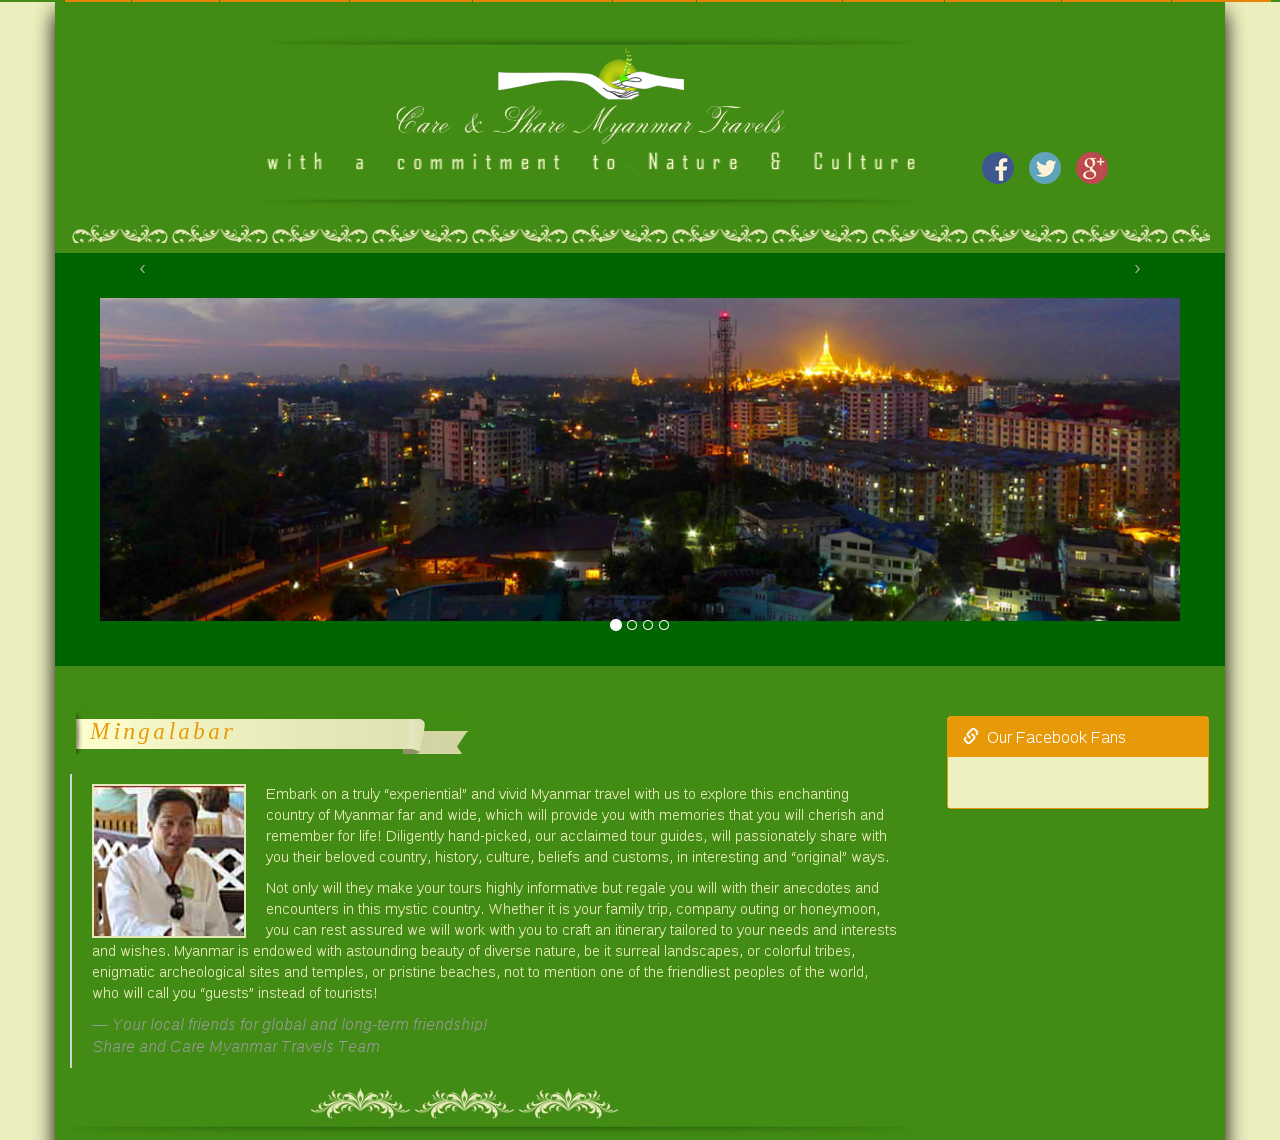 Care & Share Myanmar Travels
with a commitment to Nature & Culture
‹ ›
Mingalabar
Our Facebook Fans
Embark on a truly “experiential” and vivid Myanmar travel with us to explore this enchanting
country of Myanmar far and wide, which will provide you with memories that you will cherish and
remember for life! Diligently hand-picked, our acclaimed tour guides, will passionately share with
you their beloved country, history, culture, beliefs and customs, in interesting and “original” ways.
Not only will they make your tours highly informative but regale you will with their anecdotes and
encounters in this mystic country. Whether it is your family trip, company outing or honeymoon,
you can rest assured we will work with you to craft an itinerary tailored to your needs and interests
and wishes. Myanmar is endowed with astounding beauty of diverse nature, be it surreal landscapes, or colorful tribes,
enigmatic archeological sites and temples, or pristine beaches, not to mention one of the friendliest peoples of the world,
who will call you “guests” instead of tourists!
— Your local friends for global and long-term friendship!
Share and Care Myanmar Travels Team